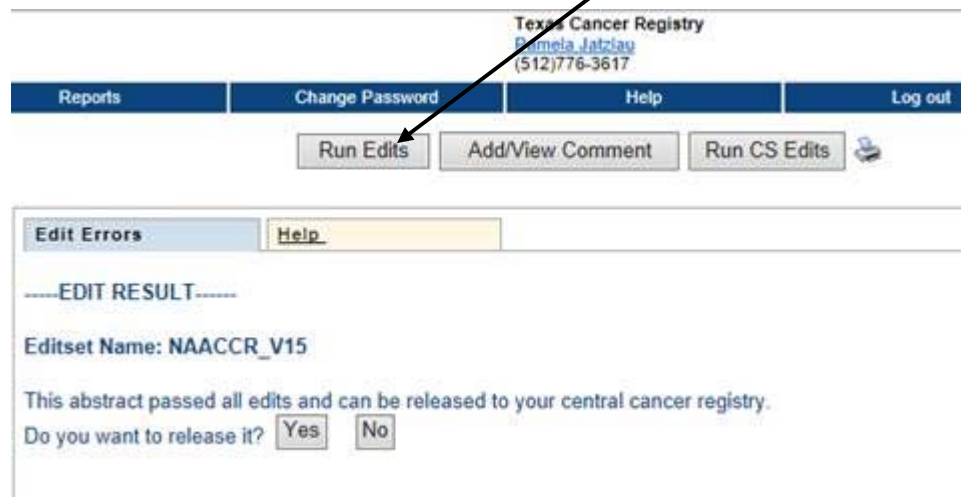 Texas Cancer Registry
Pamela Jatzlau
(512)776-3617
Reports Change Password Help Log out
Run Edits Add/View Comment Run CS Edits
Edit Errors Help
-----EDIT RESULT------
Editset Name: NAACCR_V15
This abstract passed all edits and can be released to your central cancer registry.
Do you want to release it? Yes No